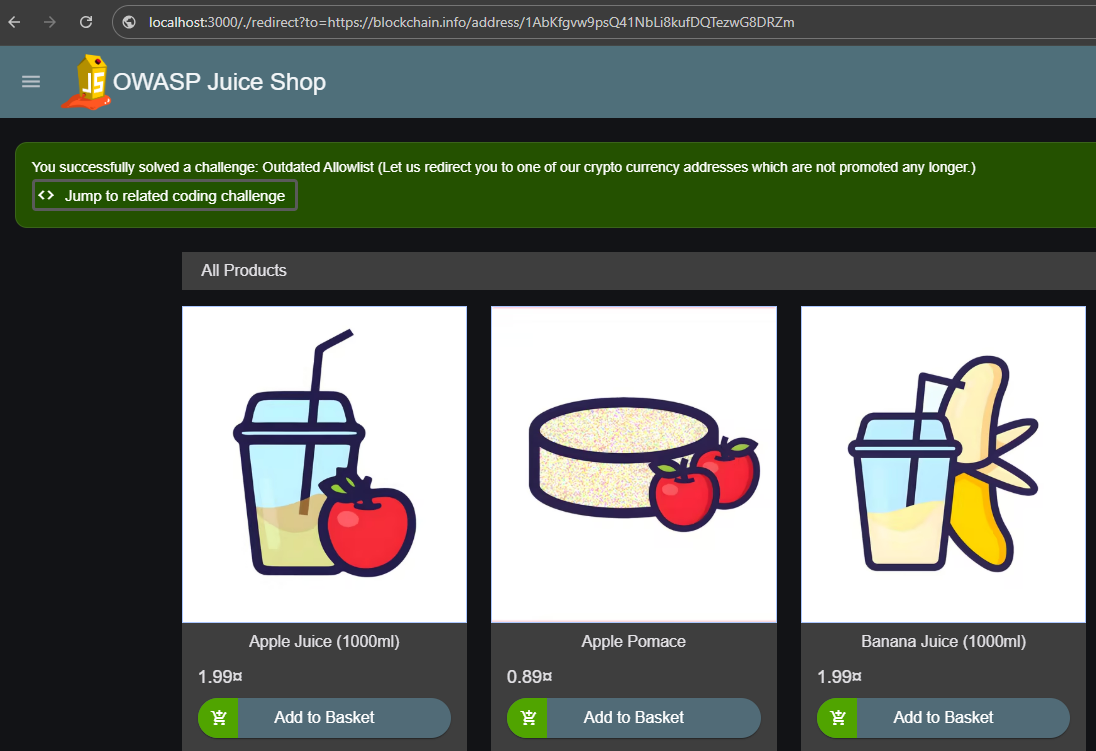 localhost:3000/./redirect?to=https://blockchain.info/address/1AbKfgvw9psQ41NbLi8kufDQTezwG8DRZm
JS
OWASP Juice Shop
You successfully solved a challenge: Outdated Allowlist (Let us redirect you to one of our crypto currency addresses which are not promoted any longer.)
<> Jump to related coding challenge
All Products
Apple Juice (1000ml)
1.99¤
Add to Basket
Apple Pomace
0.89¤
Add to Basket
Banana Juice (1000ml)
1.99¤
Add to Basket